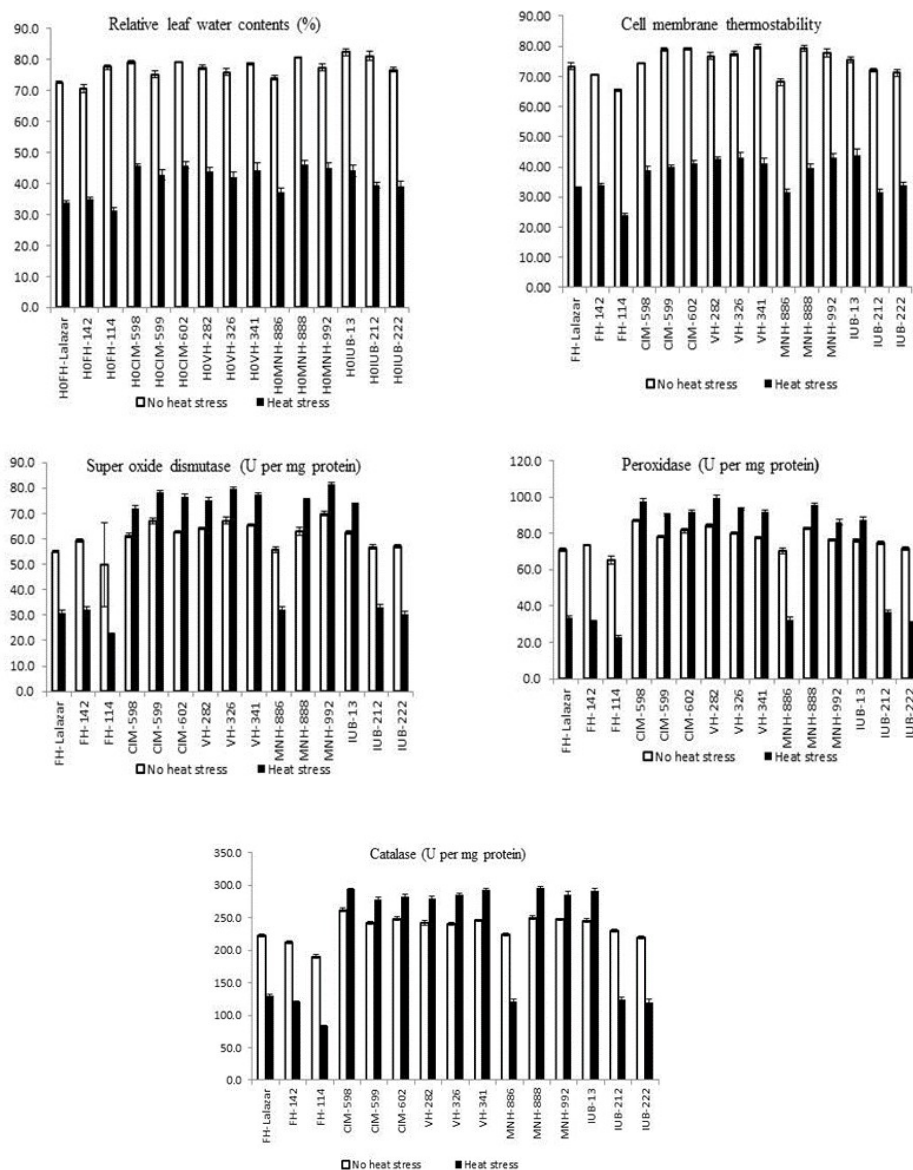 Relative leaf water contents (%)
90.0
80.0
70.0
60.0
50.0
40.0
30.0
20.0
10.0
0.0
H0FH-Lalazar
H0FH-142
H0FH-114
H0CIM-598
H0CIM-599
H0CIM-602
H0VH-282
H0VH-326
H0VH-341
H0MNH-886
H0MNH-888
H0MNH-992
H0IUB-13
H0IUB-212
H0IUB-222
No heat stress Heat stress
Cell membrane thermostability
90.00
80.00
70.00
60.00
50.00
40.00
30.00
20.00
10.00
0.00
FH-Lalazar
FH-142
FH-114
CIM-598
CIM-599
CIM-602
VH-282
VH-326
VH-341
MNH-886
MNH-888
MNH-992
IUB-13
IUB-212
IUB-222
No heat stress Heat stress
Super oxide dismutase (U per mg protein)
90.0
80.0
70.0
60.0
50.0
40.0
30.0
20.0
10.0
0.0
FH-Lalazar
FH-142
FH-114
CIM-598
CIM-599
CIM-602
VH-282
VH-326
VH-341
MNH-886
MNH-888
MNH-992
IUB-13
IUB-212
IUB-222
No heat stress Heat stress
Peroxidase (U per mg protein)
120.0
100.0
80.0
60.0
40.0
20.0
0.0
FH-Lalazar
FH-142
FH-114
CIM-598
CIM-599
CIM-602
VH-282
VH-326
VH-341
MNH-886
MNH-888
MNH-992
IUB-13
IUB-212
IUB-222
No heat stress Heat stress
Catalase (U per mg protein)
350.0
300.0
250.0
200.0
150.0
100.0
50.0
0.0
FH-Lalazar
FH-142
FH-114
CIM-598
CIM-599
CIM-602
VH-282
VH-326
VH-341
MNH-886
MNH-888
MNH-992
IUB-13
IUB-212
IUB-222
No heat stress Heat stress